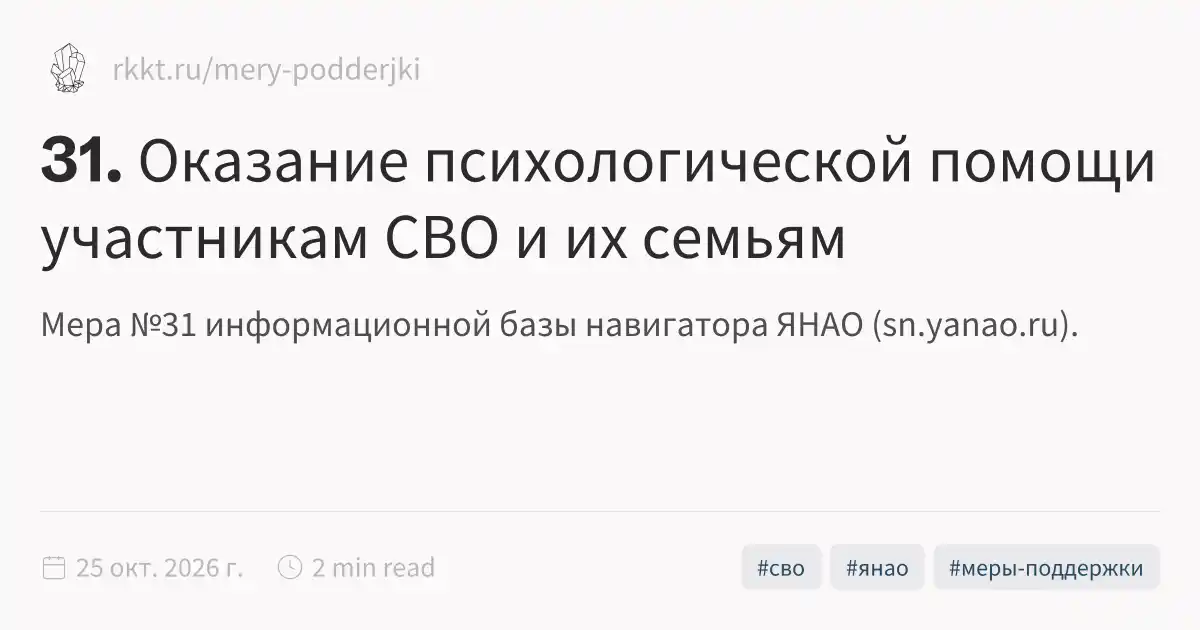 rkkt.ru/mery-podderjki
31. Оказание психологической помощи
участникам СВО и их семьям
Мера №31 информационной базы навигатора ЯНАО (sn.yanao.ru).
25 окт. 2026 г. 2 min read #сво #янао #меры-поддержки